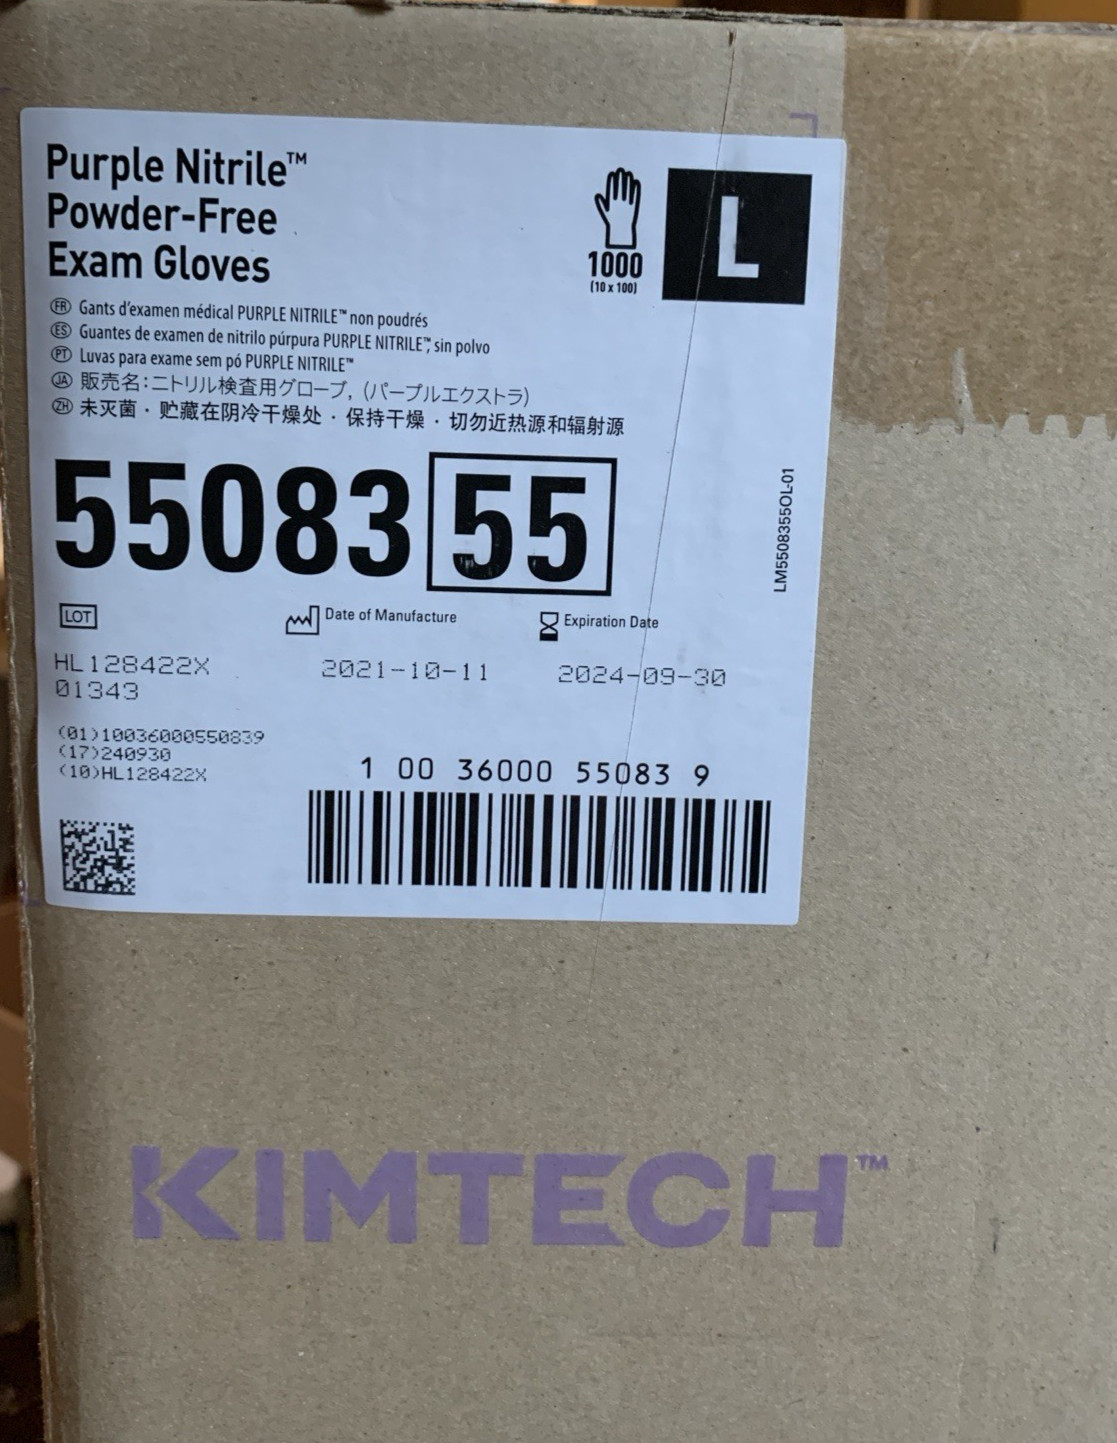 Purple Nitrile™
Powder-Free
Exam Gloves
1000
(10 x 100)
L
FR Gants d'examen médical PURPLE NITRILE™ non poudrés
ES Guantes de examen de nitrilo púrpura PURPLE NITRILE™, sin polvo
PT Luvas para exame sem pó PURPLE NITRILE™
JA 販売名:ニトリル検査用グローブ, (パープルエクストラ)
ZH 未灭菌 · 贮藏在阴冷干燥处 · 保持干燥 · 切勿近热源和辐射源
55083 55
LM5508355OL-01
LOT
Date of Manufacture
Expiration Date
HL128422X
01343
2021-10-11
2024-09-30
(01)10036000550839
(17)240930
(10)HL128422X
1 00 36000 55083 9
KIMTECH™